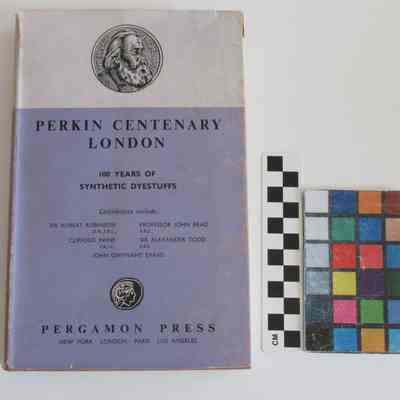 PERKIN CENTENARY
LONDON
100 YEARS OF
SYNTHETIC DYESTUFFS
Contributors include:
SIR ROBERT ROBINSON PROFESSOR JOHN READ
O.M., F.R.S. F.R.S.
CLIFFORD PAINE SIR ALEXANDER TODD
F.R.S.
JOHN GWYNANT EVANS
PERGAMON PRESS
NEW YORK LONDON PARIS LOS ANGELES
CM